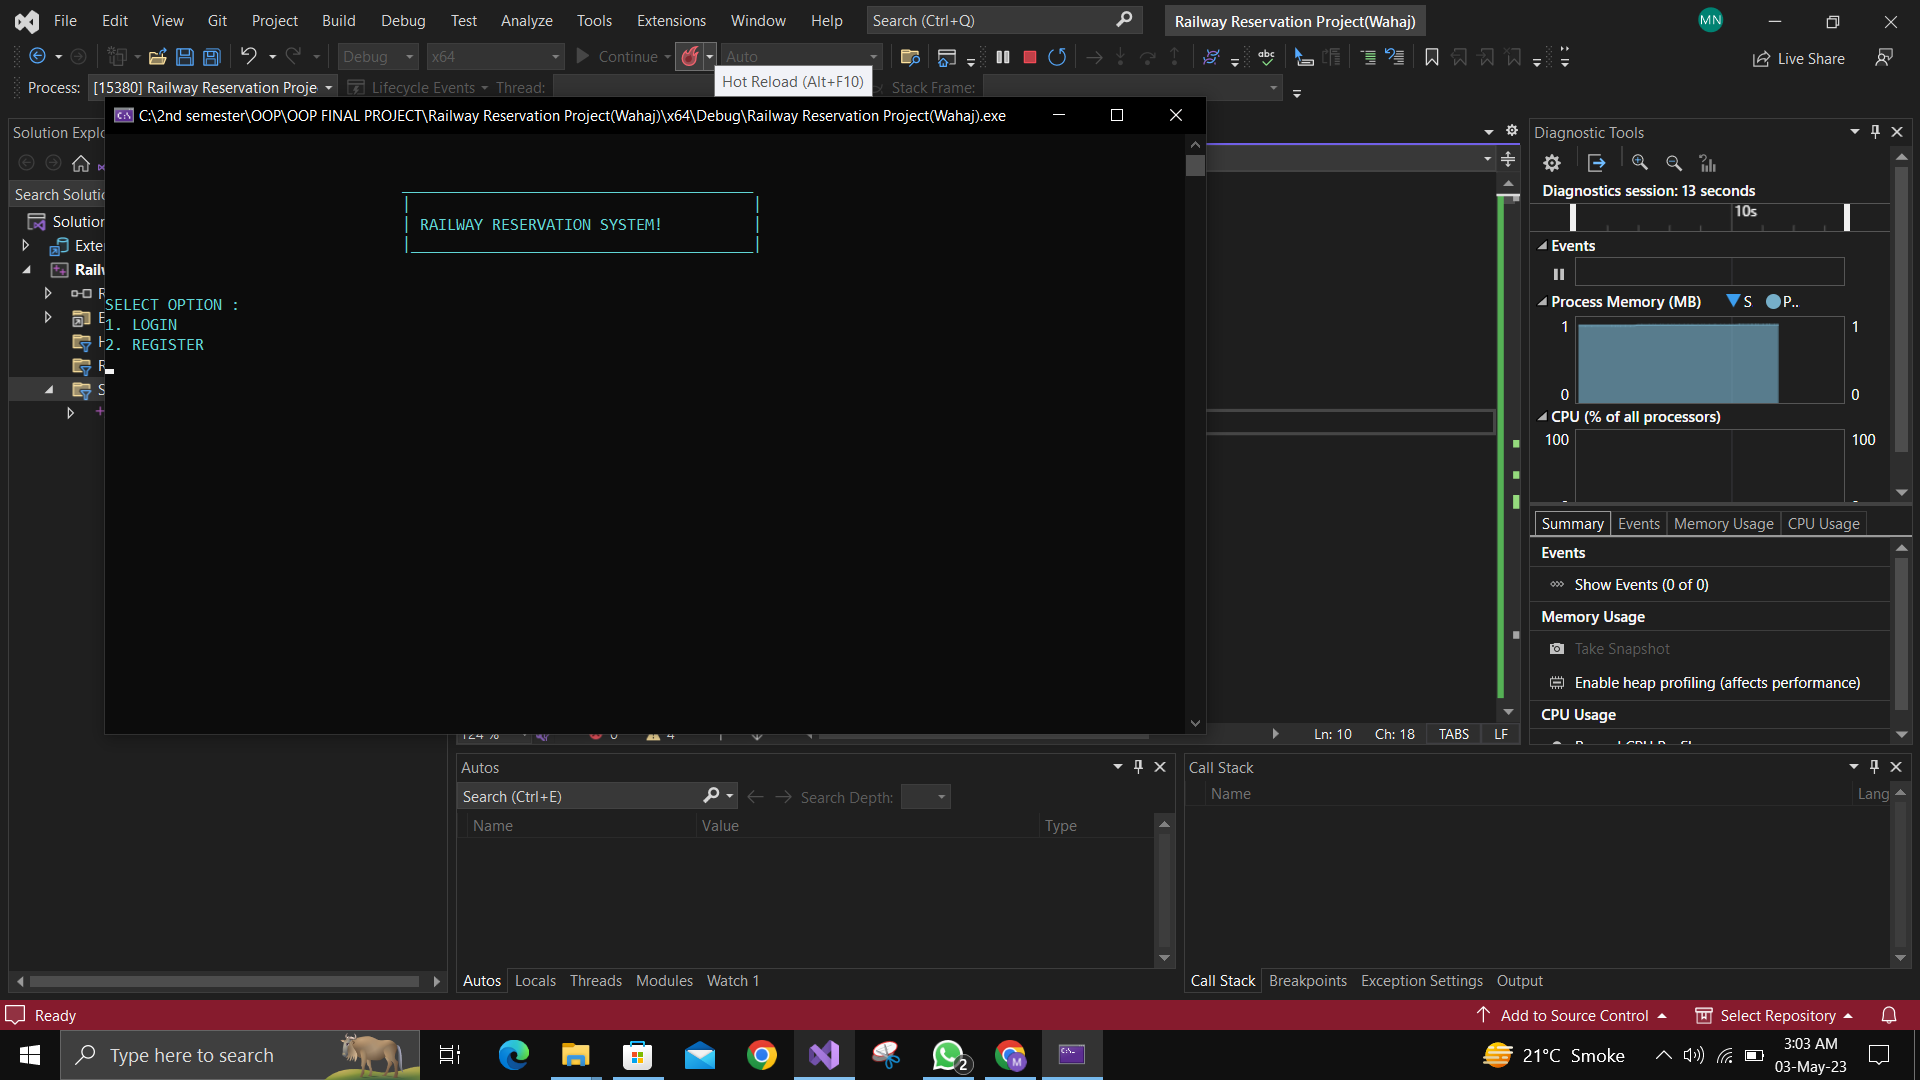 File Edit View Git Project Build Debug Test Analyze Tools Extensions Window Help Search (Ctrl+Q) Railway Reservation Project(Wahaj) MN
Debug x64 Continue Auto Live Share
Hot Reload (Alt+F10)
Process: [15380] Railway Reservation Proje Lifecycle Events Thread: Stack Frame:
C:\2nd semester\OOP\OOP FINAL PROJECT\Railway Reservation Project(Wahaj)\x64\Debug\Railway Reservation Project(Wahaj).exe
RAILWAY RESERVATION SYSTEM!
SELECT OPTION :
1. LOGIN
2. REGISTER
Solution Explo
Search Solutio
Solution
Exte
Railw
Diagnostic Tools
Diagnostics session: 13 seconds
10s
Events
Process Memory (MB) S P..
1 1
0 0
CPU (% of all processors)
100 100
Summary Events Memory Usage CPU Usage
Events
Show Events (0 of 0)
Memory Usage
Take Snapshot
Enable heap profiling (affects performance)
CPU Usage
124 % 0 4 Ln: 10 Ch: 18 TABS LF
Autos
Search (Ctrl+E) Search Depth:
Name Value Type
Autos Locals Threads Modules Watch 1
Call Stack
Name Lang
Call Stack Breakpoints Exception Settings Output
Ready Add to Source Control Select Repository
Type here to search 2 21°C Smoke 3:03 AM
03-May-23